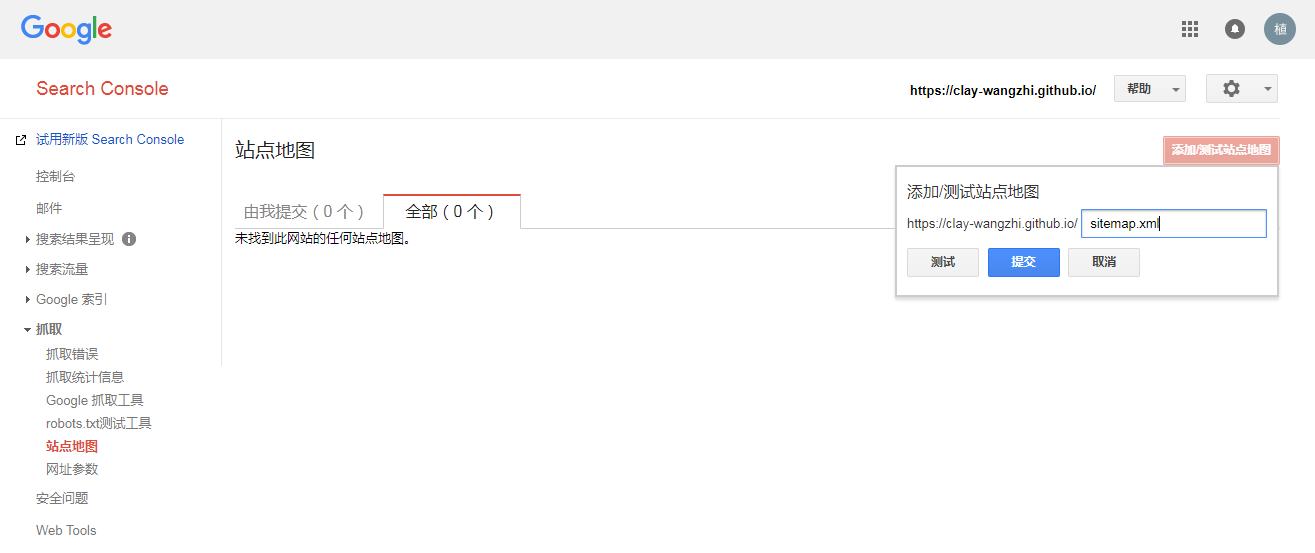 Google
植
Search Console
https://clay-wangzhi.github.io/
帮助
试用新版 Search Console
控制台
邮件
搜索结果呈现
搜索流量
Google 索引
抓取
抓取错误
抓取统计信息
Google 抓取工具
robots.txt测试工具
站点地图
网址参数
安全问题
Web Tools
站点地图
添加/测试站点地图
由我提交 ( 0 个 )
全部 ( 0 个 )
未找到此网站的任何站点地图。
添加/测试站点地图
https://clay-wangzhi.github.io/ sitemap.xml
测试 提交 取消